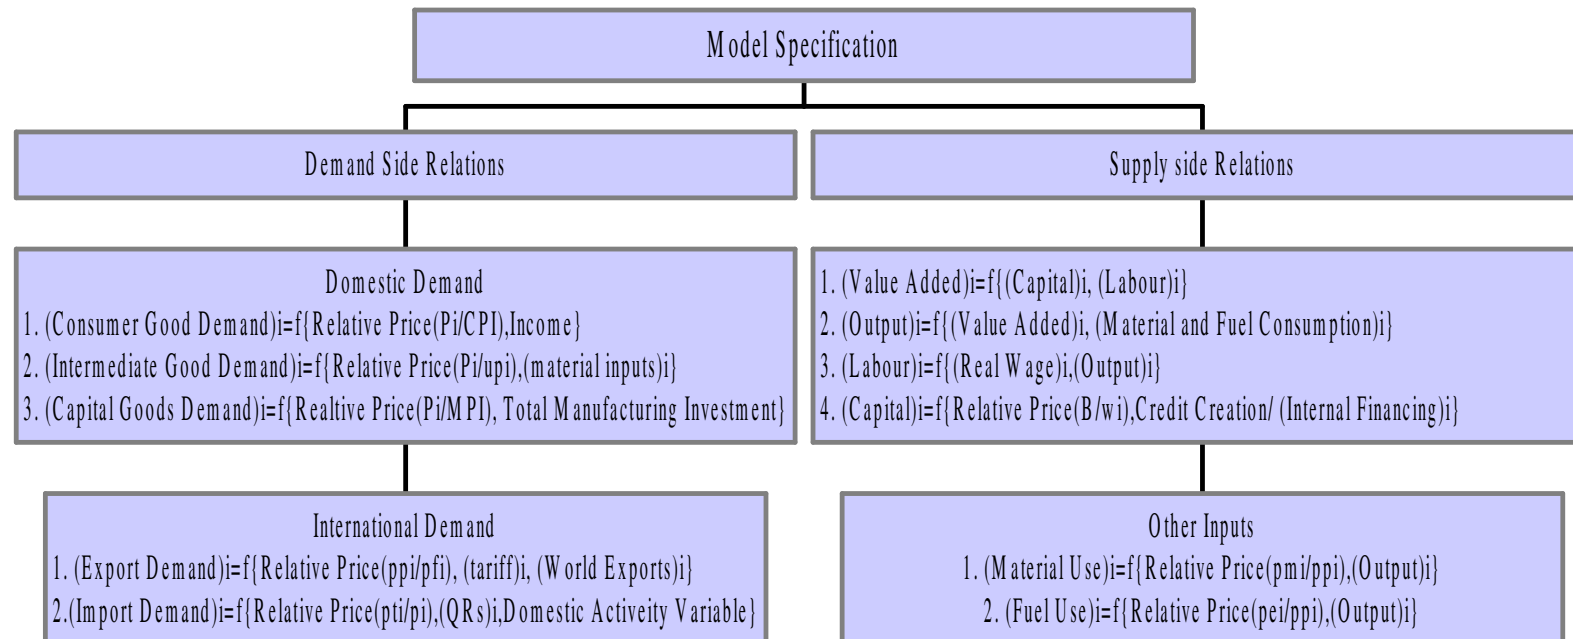 Model Specification
Demand Side Relations
Supply side Relations
Domestic Demand
1. (Consumer Good Demand)i=f{Relative Price(Pi/CPI),Income}
2. (Intermediate Good Demand)i=f{Relative Price(Pi/upi),(material inputs)i}
3. (Capital Goods Demand)i=f{Realtive Price(Pi/MPI), Total Manufacturing Investment}
1. (Value Added)i=f{(Capital)i, (Labour)i}
2. (Output)i=f{(Value Added)i, (Material and Fuel Consumption)i}
3. (Labour)i=f{(Real Wage)i,(Output)i}
4. (Capital)i=f{Relative Price(B/wi),Credit Creation/ (Internal Financing)i}
International Demand
1. (Export Demand)i=f{Relative Price(ppi/pfi), (tariff)i, (World Exports)i}
2.(Import Demand)i=f{Relative Price(pti/pi),(QRs)i,Domestic Activeity Variable}
Other Inputs
1. (Material Use)i=f{Relative Price(pmi/ppi),(Output)i}
2. (Fuel Use)i=f{Relative Price(pei/ppi),(Output)i}